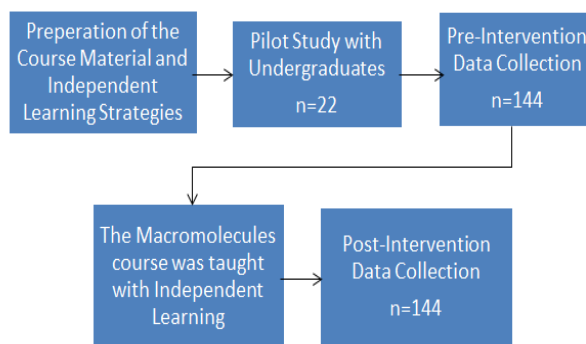 Preparation of the
Course Material and
Independent
Learning Strategies
Pilot Study with
Undergraduates
n=22
Pre-Intervention
Data Collection
n=144
The Macromolecules
course was taught
with Independent
Learning
Post-Intervention
Data Collection
n=144